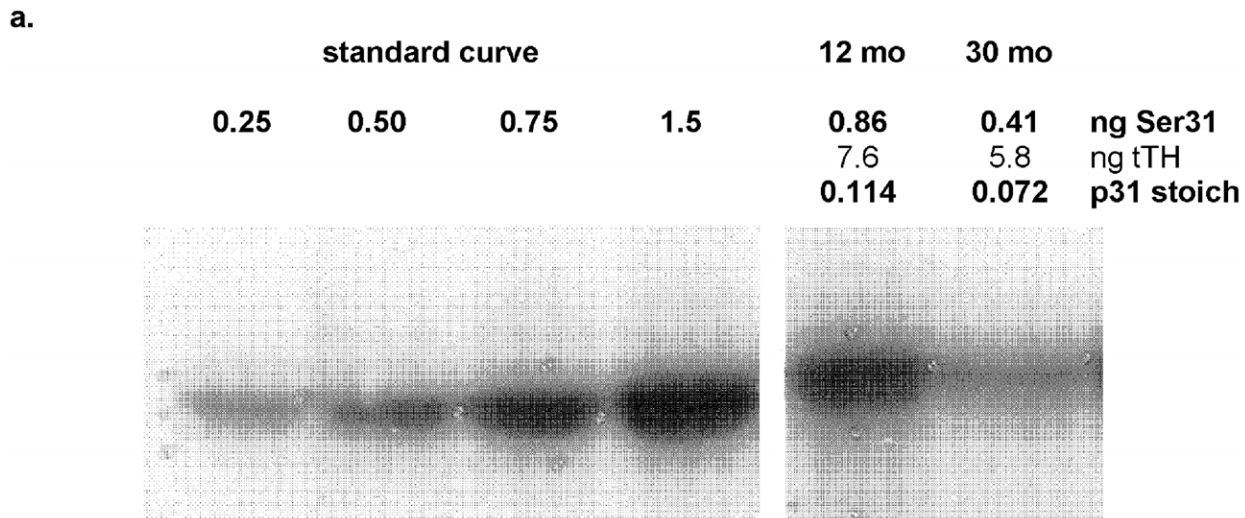 a.
standard curve 12 mo 30 mo
0.25 0.50 0.75 1.5 0.86 0.41 ng Ser31
7.6 5.8 ng tTH
0.114 0.072 p31 stoich